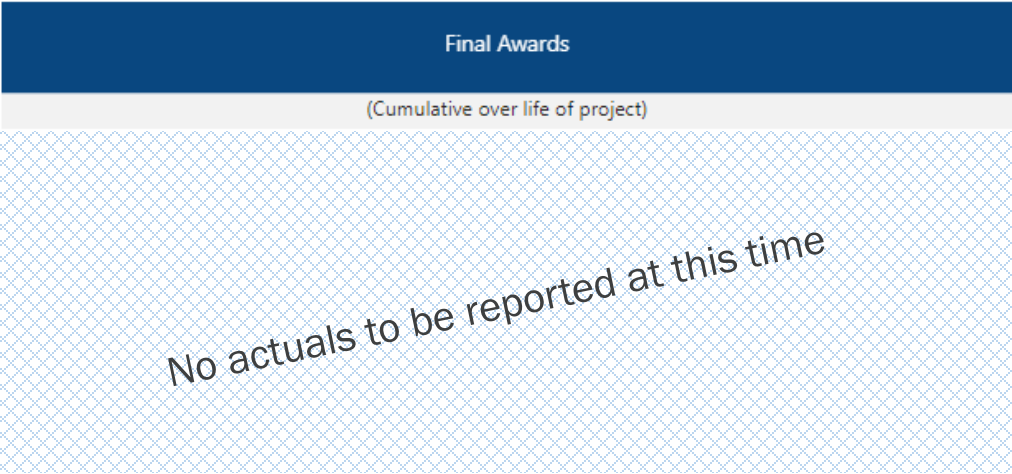 Final Awards
(Cumulative over life of project)
No actuals to be reported at this time